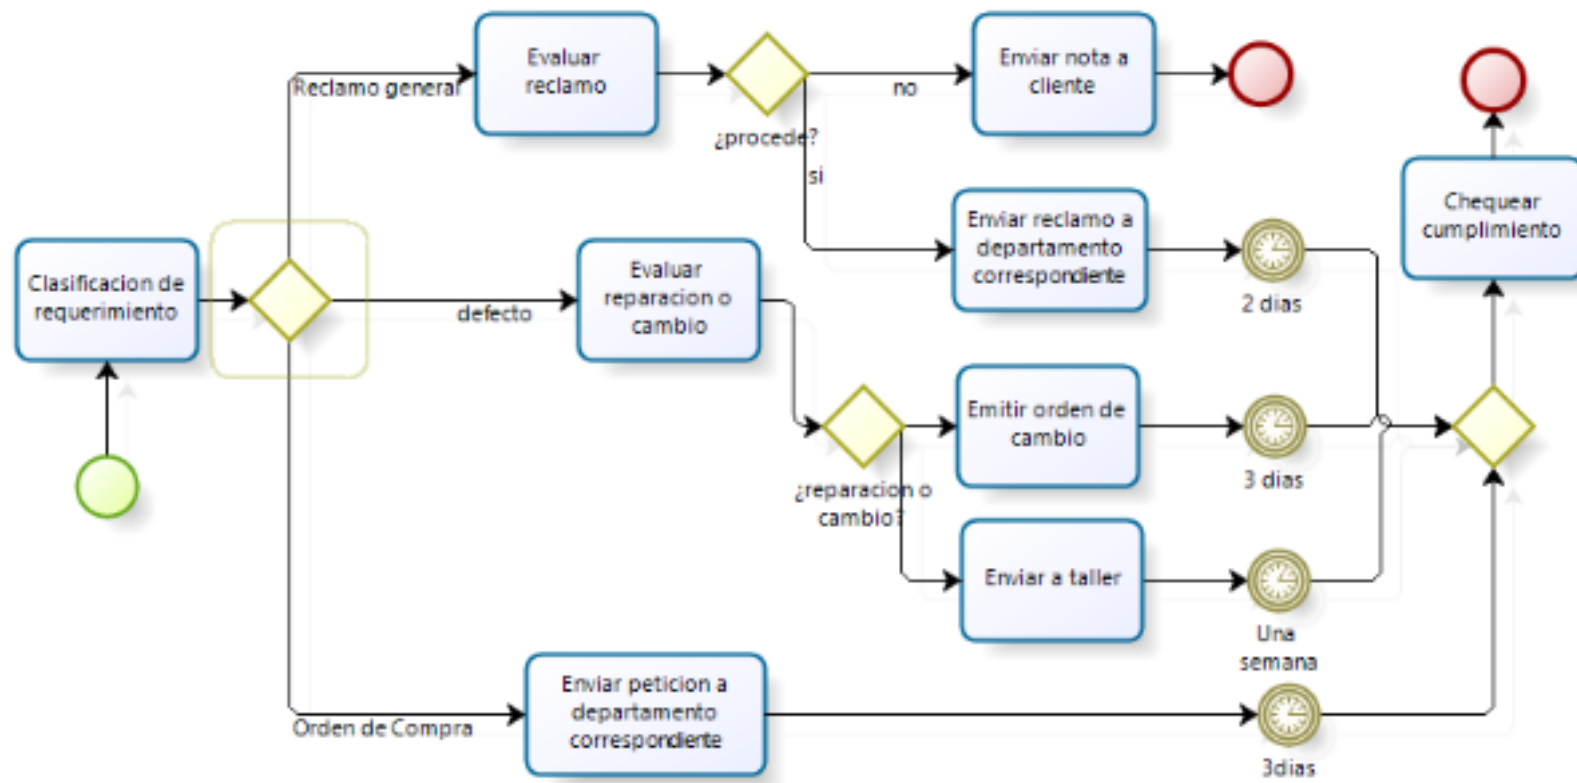 Evaluar
reclamo
Enviar nota a
cliente
Reclamo general
no
¿procede?
si
Enviar reclamo a
departamento
correspondiente
Chequear
cumplimiento
Clasificacion de
requerimiento
Evaluar
reparacion o
cambio
defecto
2 dias
Emitir orden de
cambio
¿reparacion o
cambio?
3 dias
Enviar a taller
Una
semana
Enviar peticion a
departamento
correspondiente
Orden de Compra
3dias